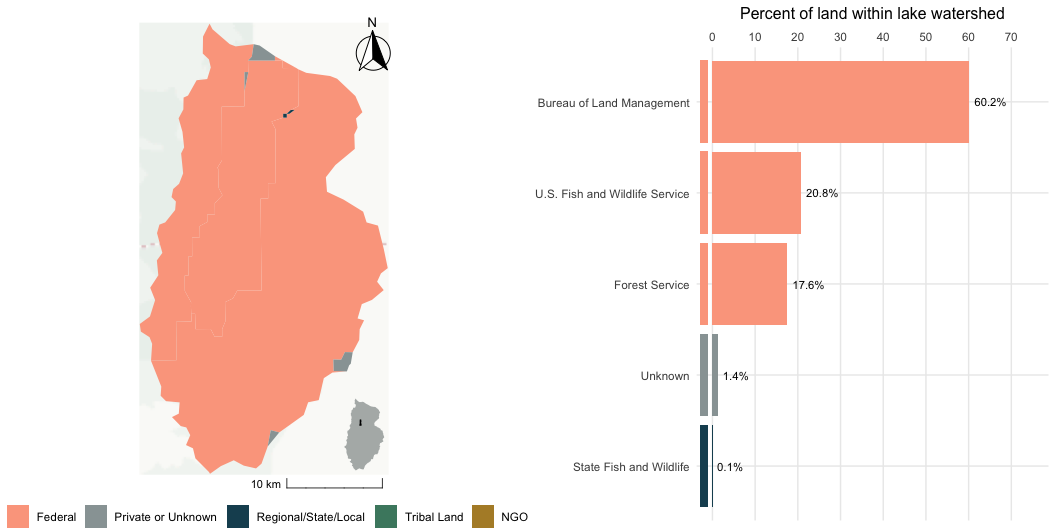 N
10 km
Federal
Private or Unknown
Regional/State/Local
Tribal Land
NGO
Percent of land within lake watershed
0 10 20 30 40 50 60 70
Bureau of Land Management 60.2%
U.S. Fish and Wildlife Service 20.8%
Forest Service 17.6%
Unknown 1.4%
State Fish and Wildlife 0.1%